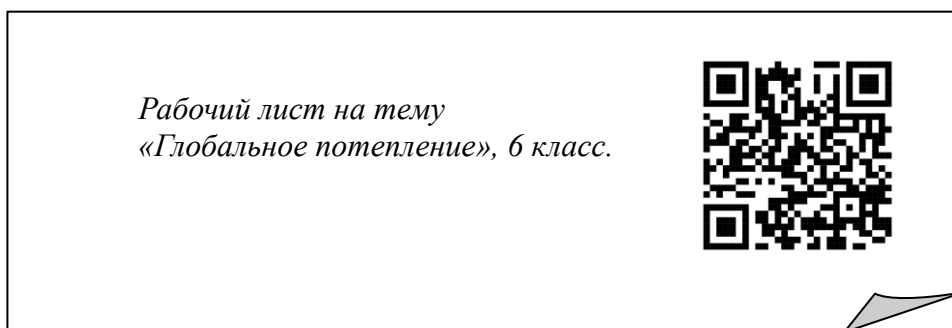 Рабочий лист на тему
«Глобальное потепление», 6 класс.